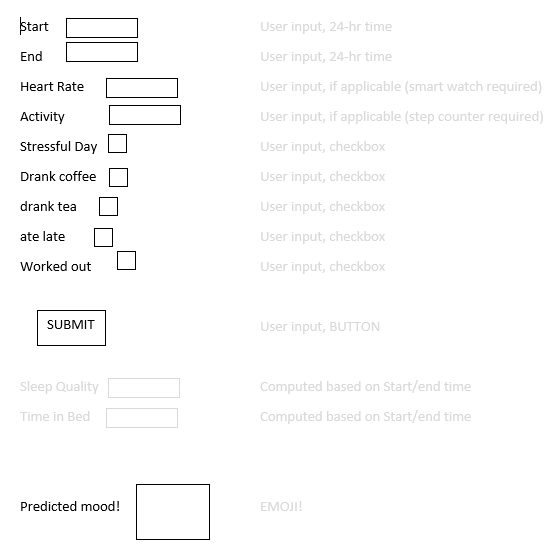 Start User input, 24-hr time
End User input, 24-hr time
Heart Rate User input, if applicable (smart watch required)
Activity User input, if applicable (step counter required)
Stressful Day User input, checkbox
Drank coffee User input, checkbox
drank tea User input, checkbox
ate late User input, checkbox
Worked out User input, checkbox
SUBMIT User input, BUTTON
Sleep Quality Computed based on Start/end time
Time in Bed Computed based on Start/end time
Predicted mood! EMOJI!